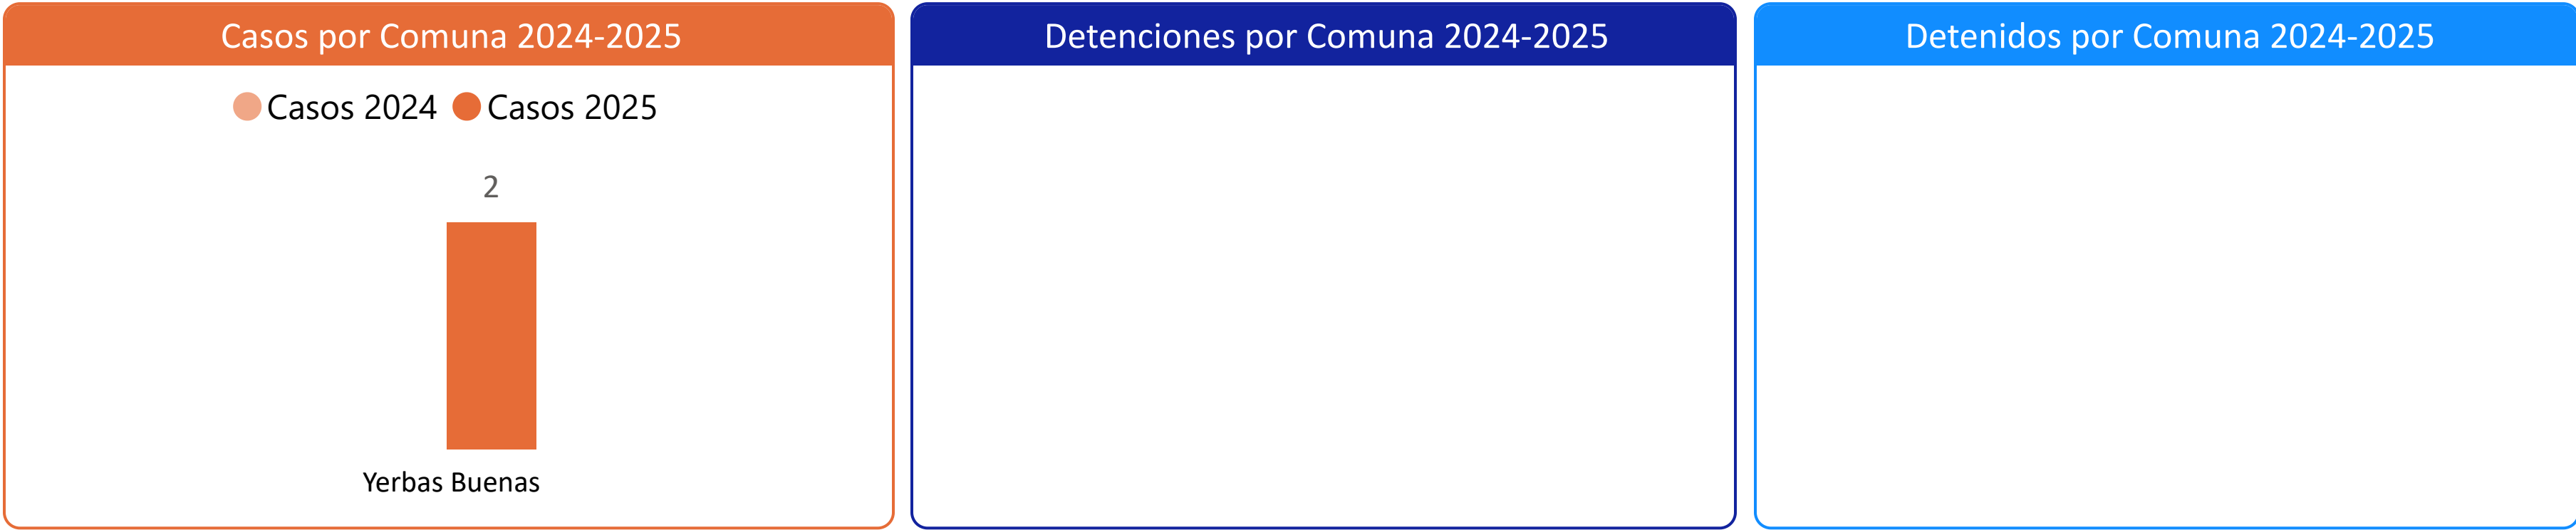 Casos por Comuna 2024-2025
Casos 2024 Casos 2025
2
Yerbas Buenas
Detenciones por Comuna 2024-2025
Detenidos por Comuna 2024-2025